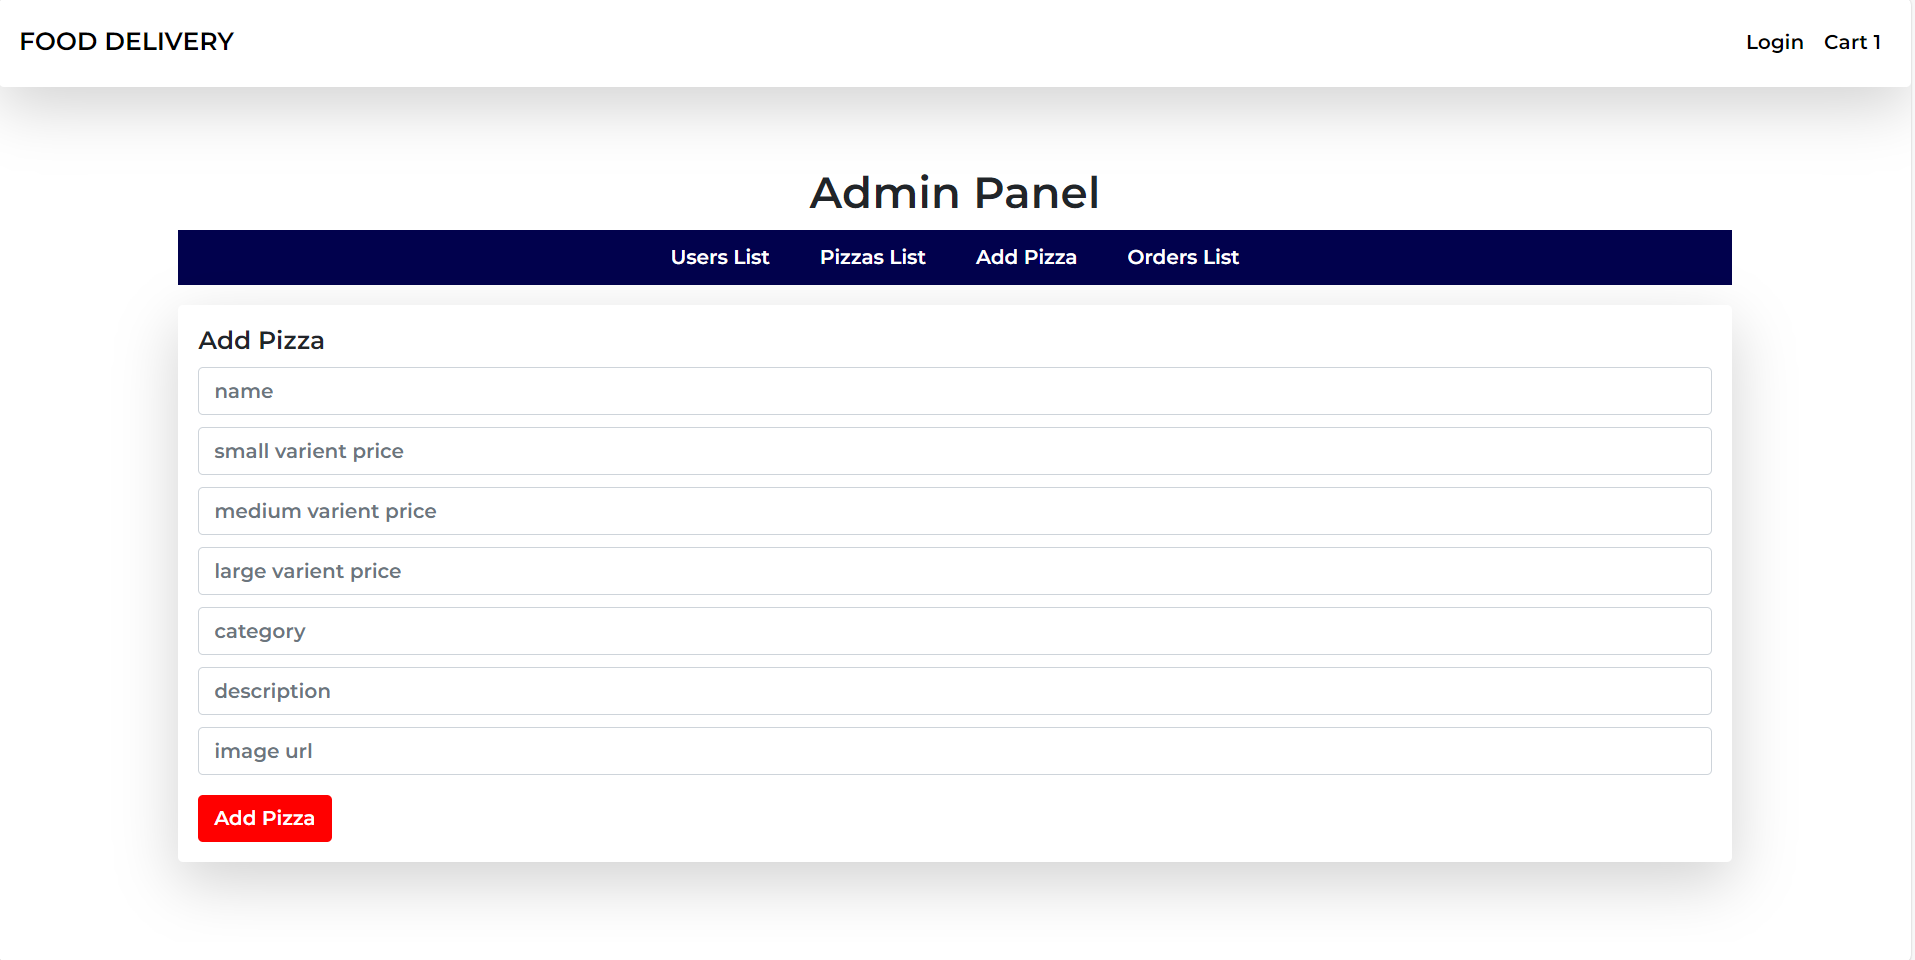 FOOD DELIVERY Login Cart 1
Admin Panel
Users List Pizzas List Add Pizza Orders List
Add Pizza
name
small varient price
medium varient price
large varient price
category
description
image url
Add Pizza